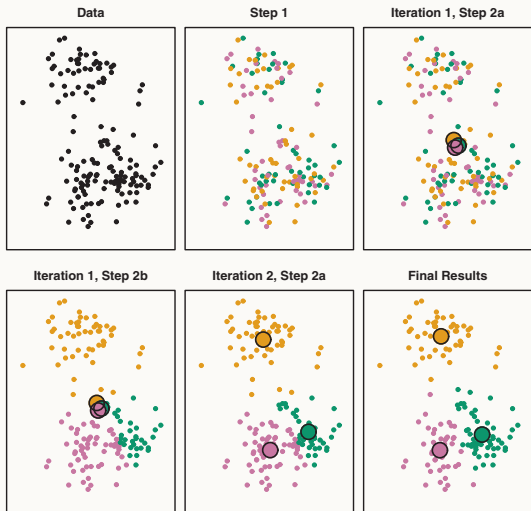 Data
Step 1
Iteration 1, Step 2a
Iteration 1, Step 2b
Iteration 2, Step 2a
Final Results